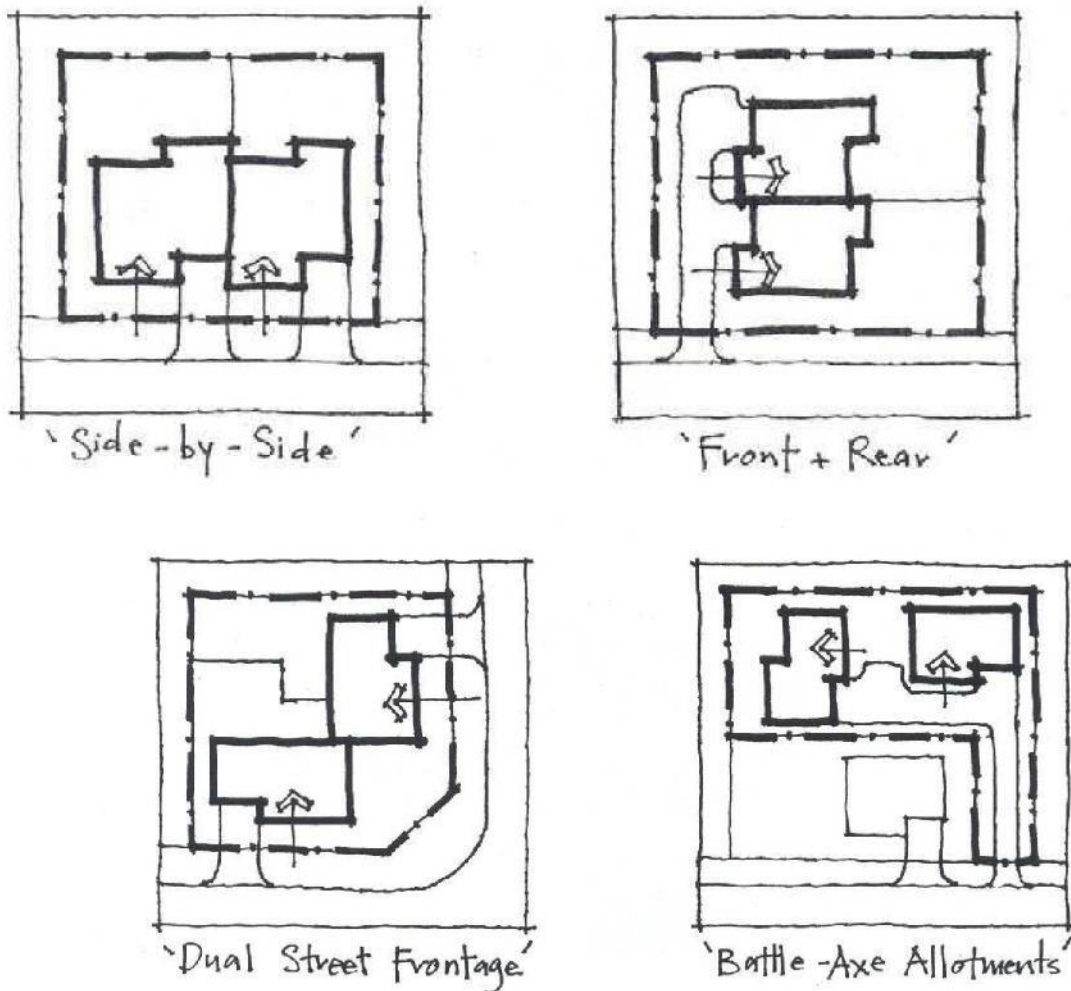 'Side-by-Side'
'Front + Rear'
'Dual Street Frontage'
'Battle-Axe Allotments'